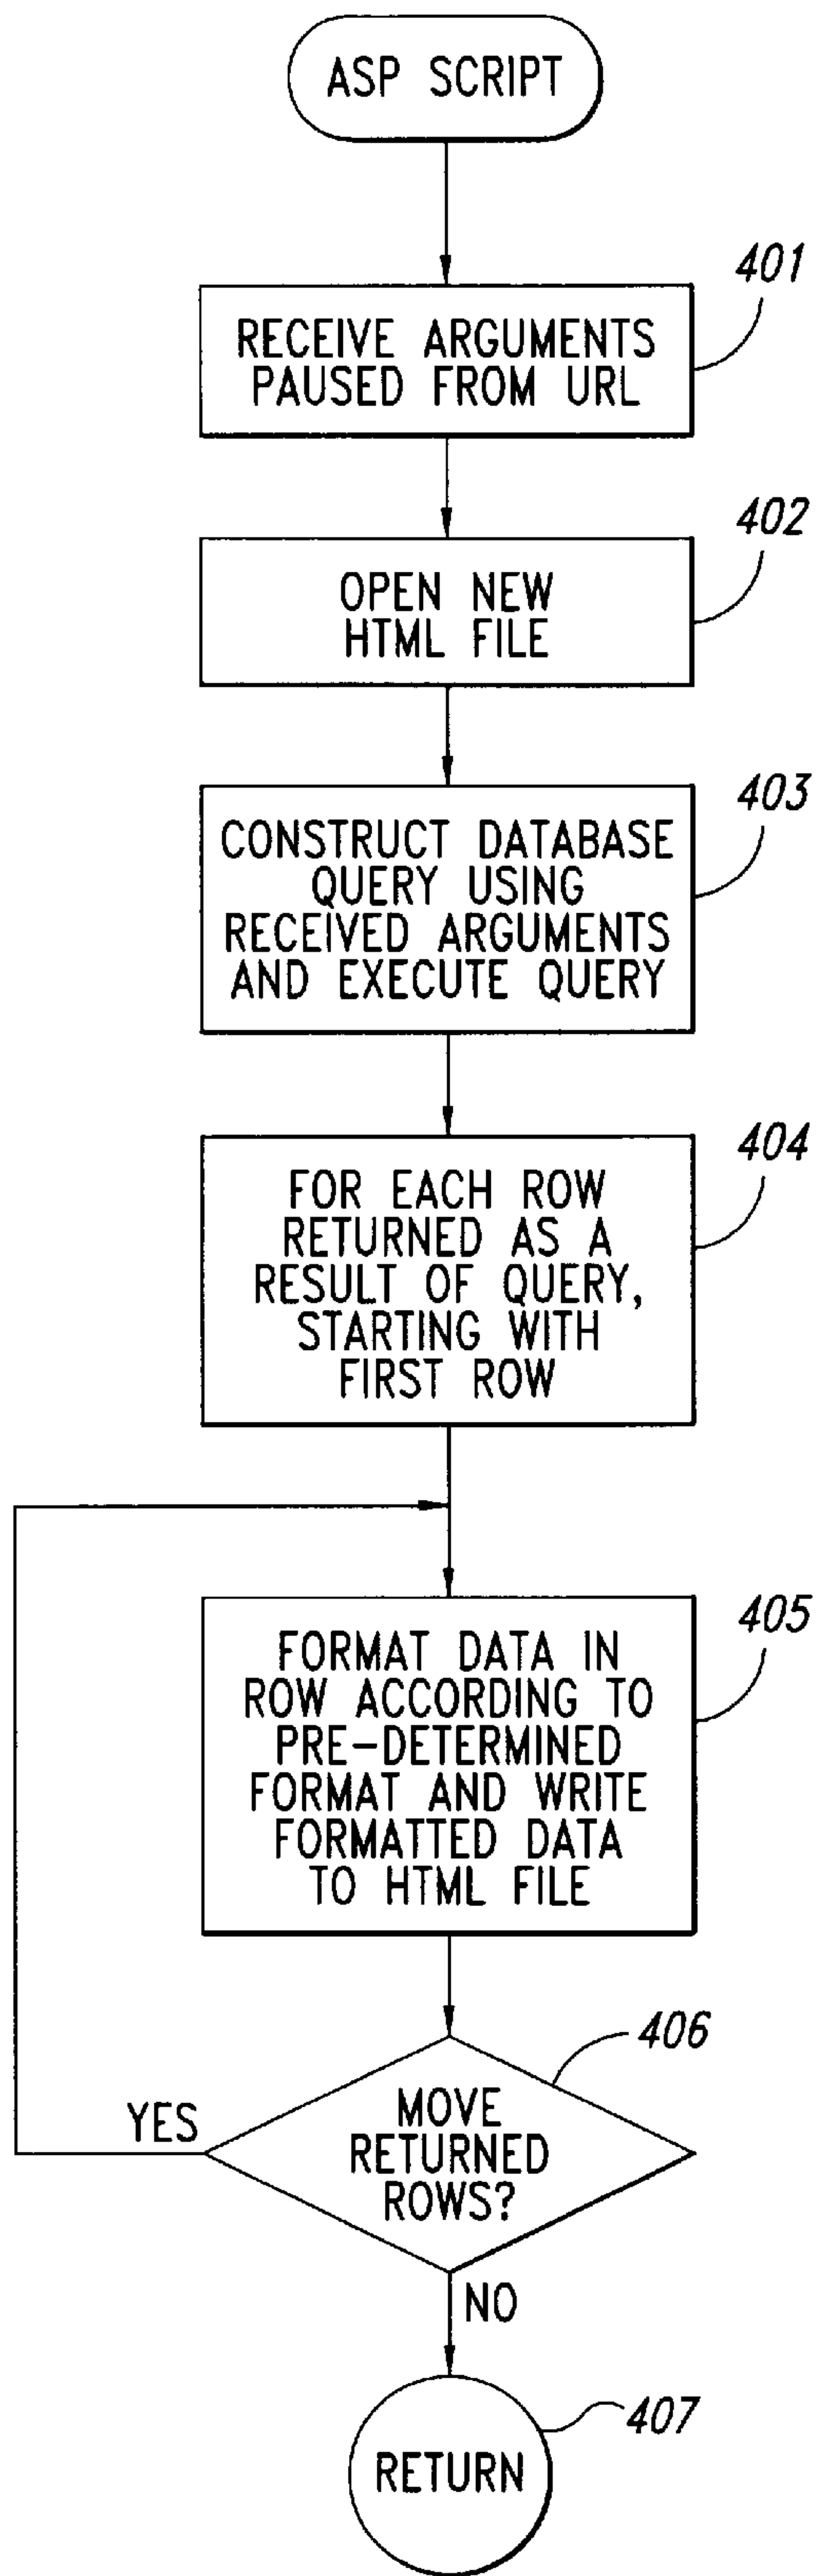 ASP SCRIPT
401
RECEIVE ARGUMENTS
PAUSED FROM URL
402
OPEN NEW
HTML FILE
403
CONSTRUCT DATABASE
QUERY USING
RECEIVED ARGUMENTS
AND EXECUTE QUERY
404
FOR EACH ROW
RETURNED AS A
RESULT OF QUERY,
STARTING WITH
FIRST ROW
405
FORMAT DATA IN
ROW ACCORDING TO
PRE-DETERMINED
FORMAT AND WRITE
FORMATTED DATA
TO HTML FILE
406
YES
MOVE
RETURNED
ROWS?
NO
407
RETURN